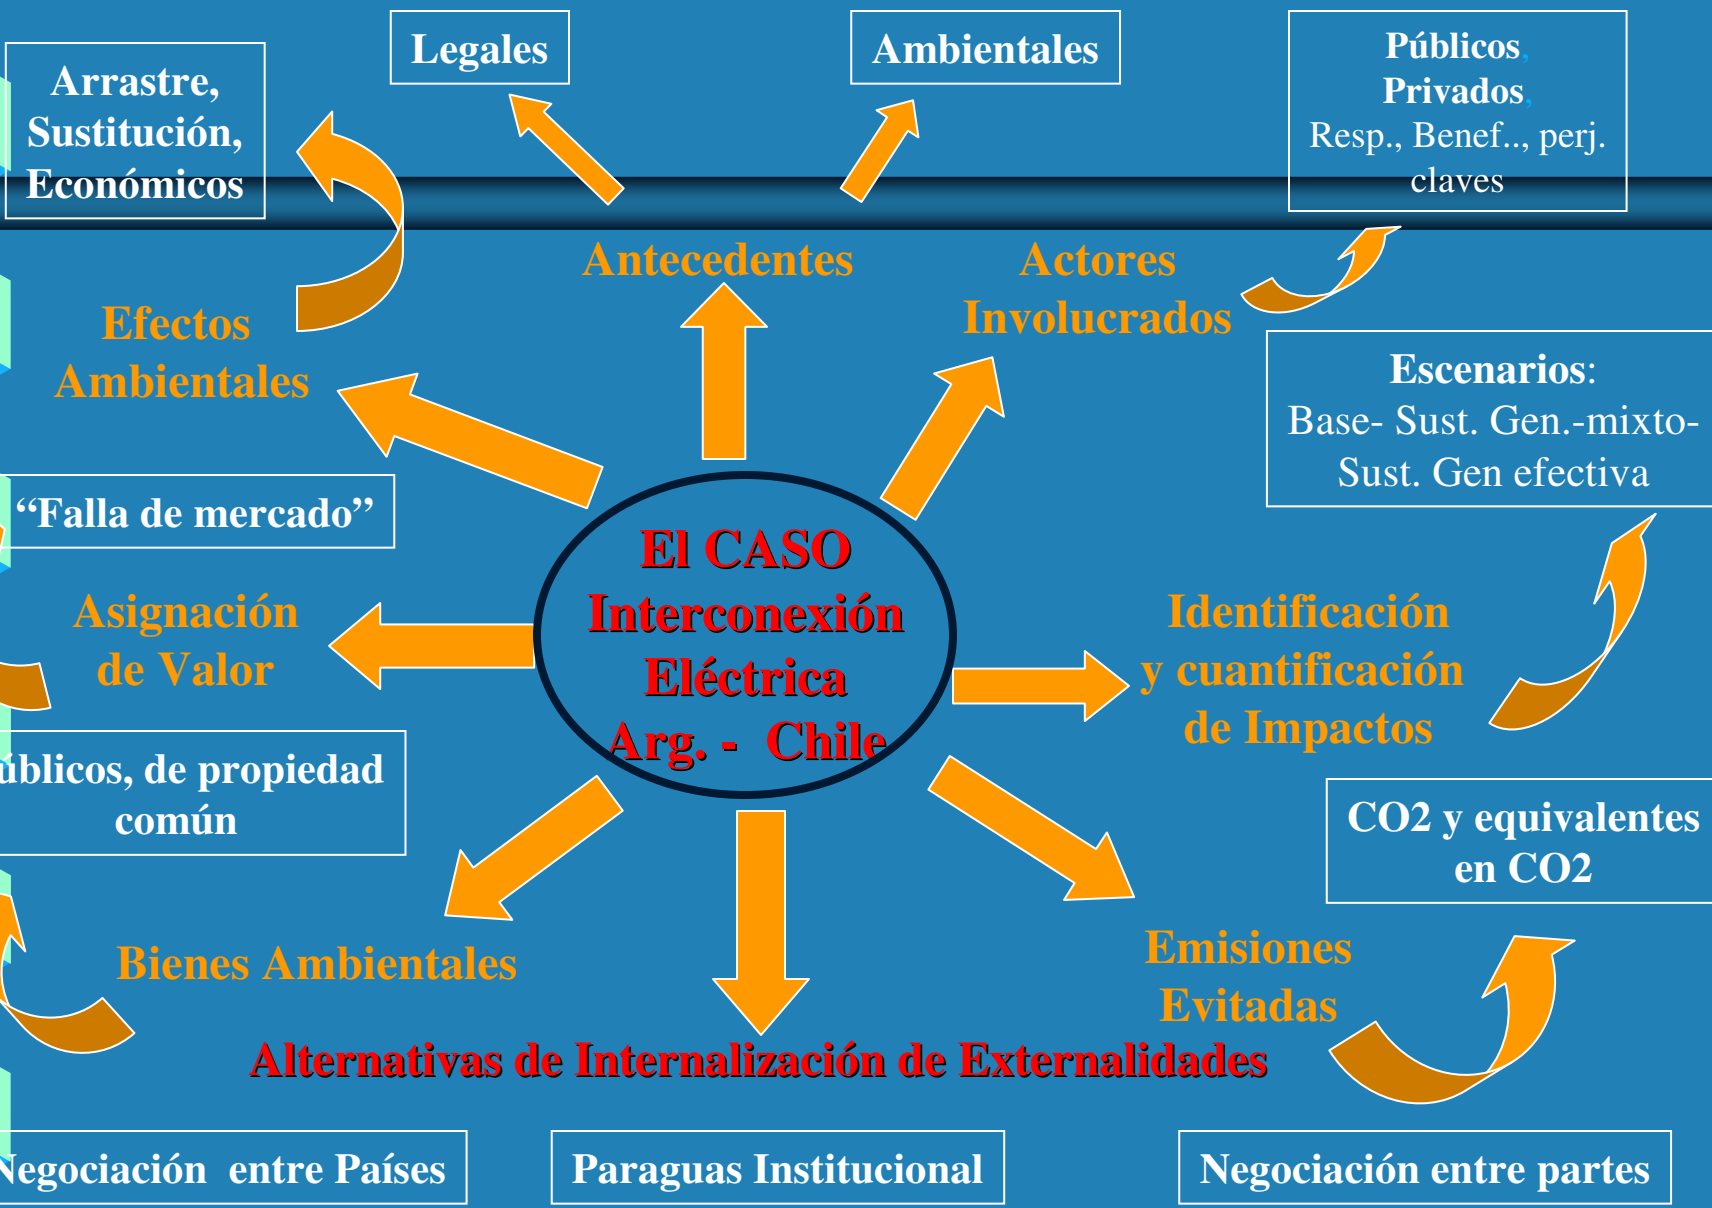 Legales
Ambientales
Públicos,
Privados,
Resp., Benef.., perj.
claves
Arrastre,
Sustitución,
Económicos
Antecedentes
Actores
Involucrados
Efectos
Ambientales
Escenarios:
Base- Sust. Gen.-mixto-
Sust. Gen efectiva
“Falla de mercado”
El CASO
Interconexión
Eléctrica
Arg. - Chile
Asignación
de Valor
Identificación
y cuantificación
de Impactos
úblicos, de propiedad
común
CO2 y equivalentes
en CO2
Bienes Ambientales
Emisiones
Evitadas
Alternativas de Internalización de Externalidades
Negociación entre Países
Paraguas Institucional
Negociación entre partes